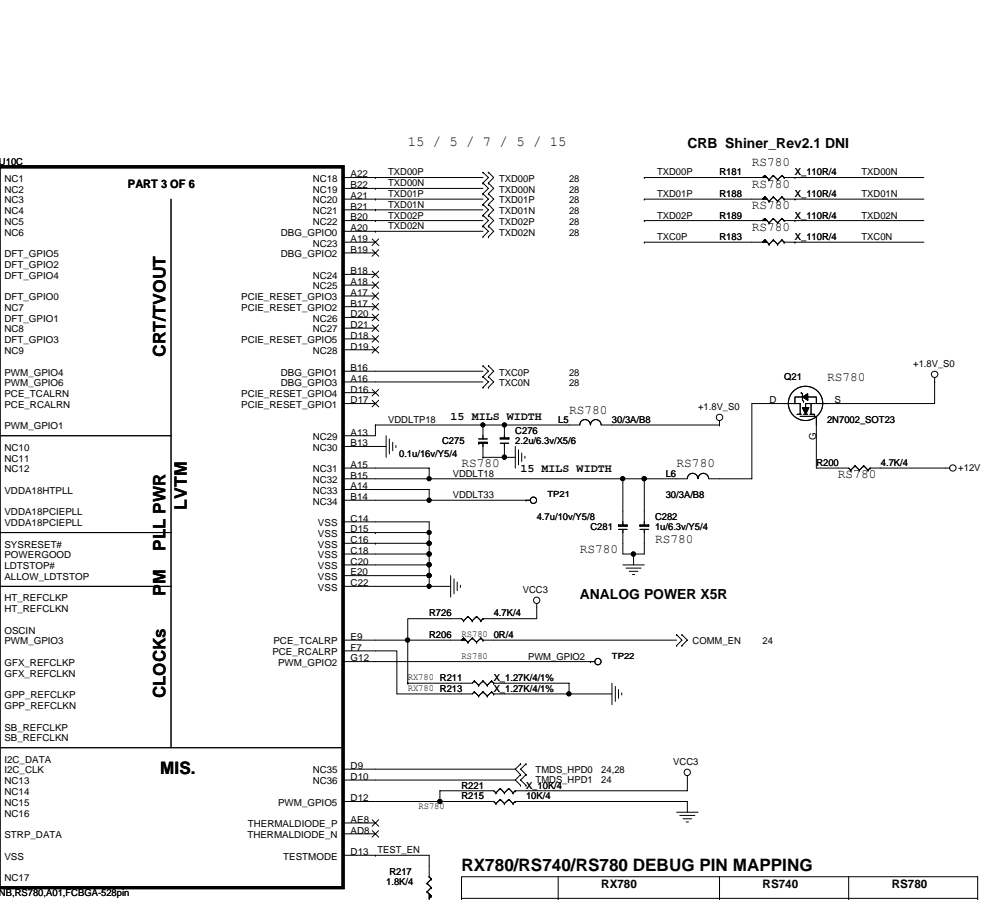 15 / 5 / 7 / 5 / 15
CRB Shiner_Rev2.1 DNI
U10C
PART 3 OF 6
NC1
NC2
NC3
NC4
NC5
NC6
DFT_GPIO5
DFT_GPIO2
DFT_GPIO4
DFT_GPIO0
NC7
DFT_GPIO1
NC8
DFT_GPIO3
NC9
PWM_GPIO4
PWM_GPIO6
PCE_TCALRN
PCE_RCALRN
PWM_GPIO1
NC10
NC11
NC12
VDDA18HTPLL
VDDA18PCIEPLL
VDDA18PCIEPLL
SYSRESET#
POWERGOOD
LDTSTOP#
ALLOW_LDTSTOP
HT_REFCLKP
HT_REFCLKN
OSCIN
PWM_GPIO3
GFX_REFCLKP
GFX_REFCLKN
GPP_REFCLKP
GPP_REFCLKN
SB_REFCLKP
SB_REFCLKN
I2C_DATA
I2C_CLK
NC13
NC14
NC15
NC16
STRP_DATA
VSS
NC17
NB,RS780,A01,FCBGA-528pin
CRT/TVOUT
LVTM
PLL PWR
PM
CLOCKs
MIS.
NC18 A22 TXD00P TXD00P 28
NC19 B22 TXD00N TXD00N 28
NC20 A21 TXD01P TXD01P 28
NC21 B21 TXD01N TXD01N 28
NC22 B20 TXD02P TXD02P 28
DBG_GPIO0 A20 TXD02N TXD02N 28
NC23 A19
DBG_GPIO2 B19
NC24 B18
NC25 A18
PCIE_RESET_GPIO3 A17
PCIE_RESET_GPIO2 B17
NC26 D20
NC27 D21
PCIE_RESET_GPIO5 D18
NC28 D19
DBG_GPIO1 B16 TXC0P 28
DBG_GPIO3 A16 TXC0N 28
PCIE_RESET_GPIO4 D16
PCIE_RESET_GPIO1 D17
NC29 A13 VDDLTP18 15 MILS WIDTH
NC30 B13
NC31 A15
NC32 B15 VDDLT18 15 MILS WIDTH
NC33 A14
NC34 B14 VDDLT33 TP21
VSS C14
VSS D15
VSS C16
VSS C18
VSS C20
VSS E20
VSS C22
PCE_TCALRP E9
PCE_RCALRP F7
PWM_GPIO2 G12 RS780 PWM_GPIO2 TP22
NC35 D9 TMDS_HPD0 24,28
NC36 D10 TMDS_HPD1 24
PWM_GPIO5 D12 RS780
THERMALDIODE_P AE8
THERMALDIODE_N AD8
TESTMODE D13 TEST_EN
R217
1.8K/4
RS780
TXD00P R181 X_110R/4 TXD00N
RS780
TXD01P R188 X_110R/4 TXD01N
RS780
TXD02P R189 X_110R/4 TXD02N
RS780
TXC0P R183 X_110R/4 TXC0N
L5 RS780 30/3A/B8 +1.8V_S0
C275
0.1u/16v/Y5/4
C276
2.2u/6.3v/X5/6
RS780
L6 RS780
30/3A/B8
4.7u/10v/Y5/8
C281
RS780
C282
1u/6.3v/Y5/4
RS780
ANALOG POWER X5R
Q21 RS780
D S G
2N7002_SOT23
+1.8V_S0
R200 4.7K/4
RS780
+12V
VCC3
R726 4.7K/4
R206 RS780 0R/4 COMM_EN 24
RX780 R211 X_1.27K/4/1%
RX780 R213 X_1.27K/4/1%
VCC3
R221 X_10K/4
R215 10K/4
RX780/RS740/RS780 DEBUG PIN MAPPING
RX780 RS740 RS780